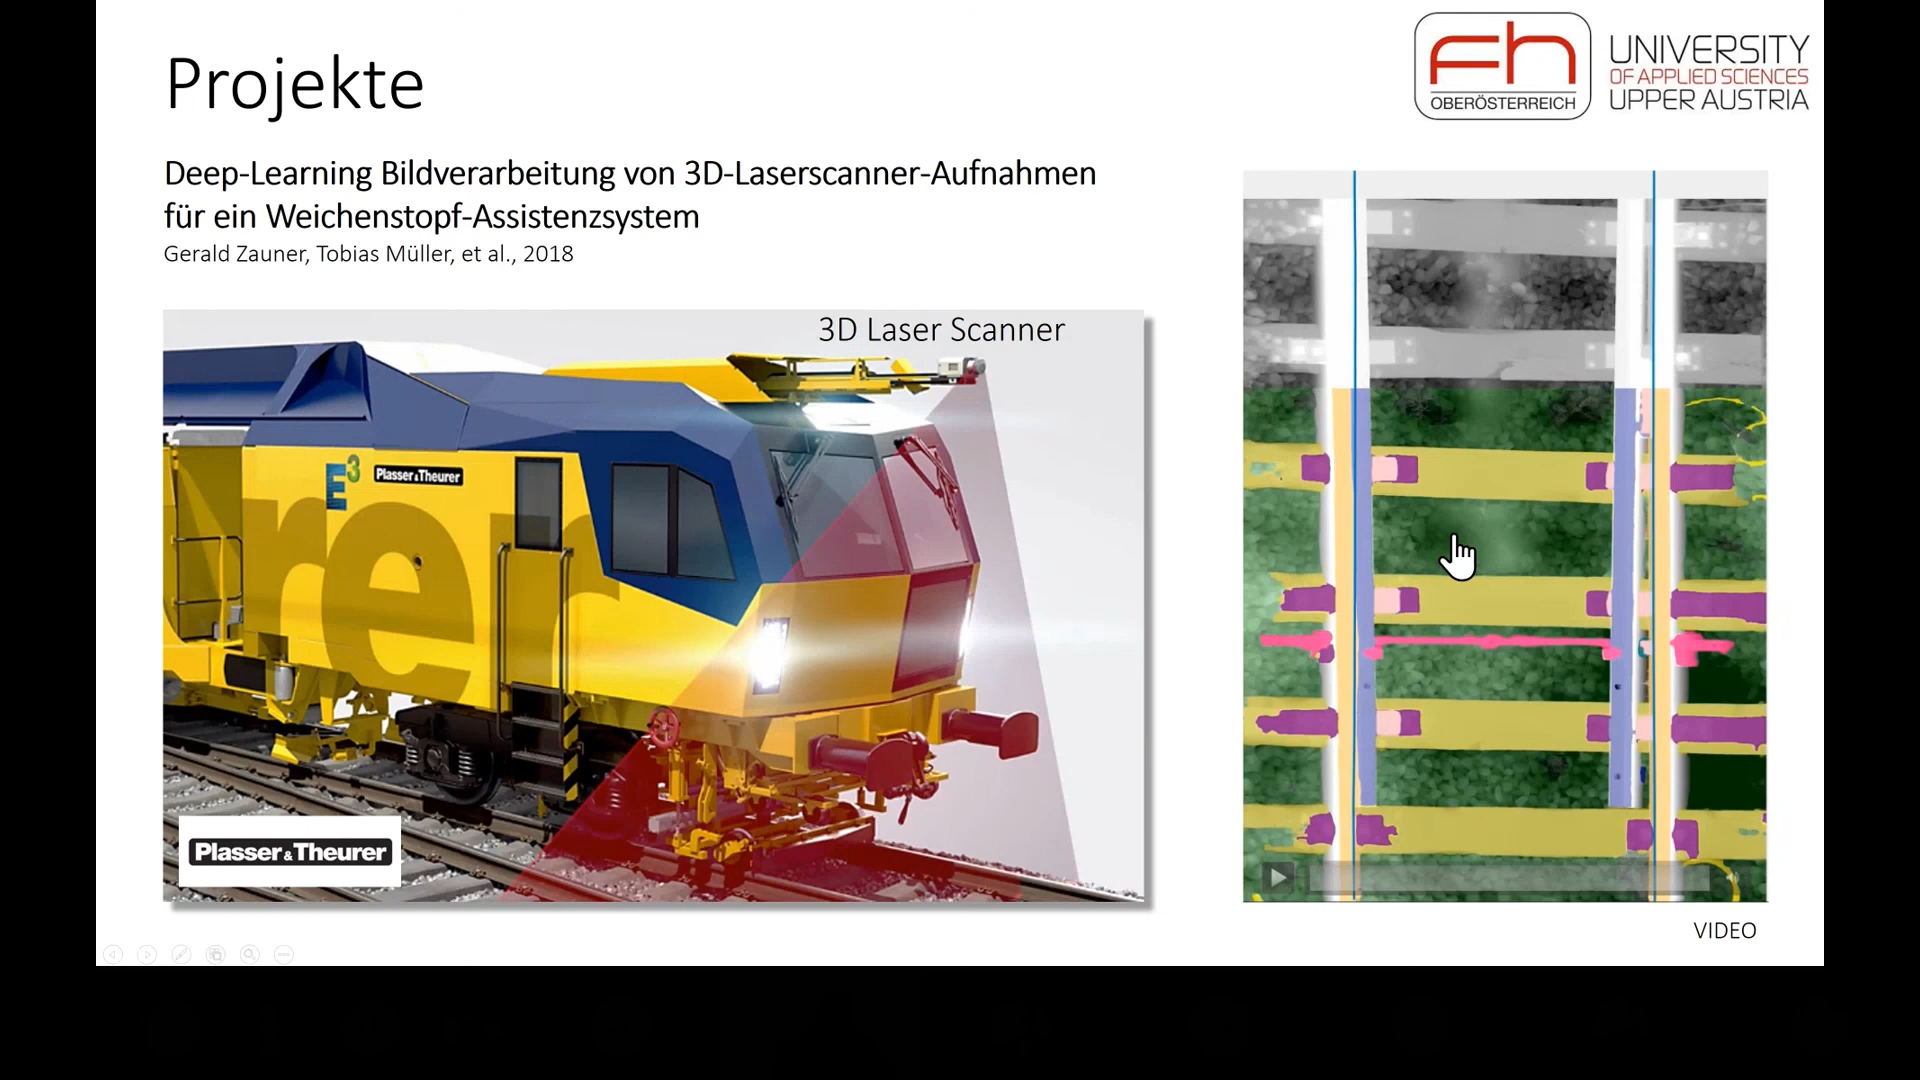 Projekte
FH
OBERÖSTERREICH
UNIVERSITY
OF APPLIED SCIENCES
UPPER AUSTRIA
Deep-Learning Bildverarbeitung von 3D-Laserscanner-Aufnahmen
für ein Weichenstopf-Assistenzsystem
Gerald Zauner, Tobias Müller, et al., 2018
3D Laser Scanner
E³
Plasser&Theurer
rer
Plasser&Theurer
VIDEO